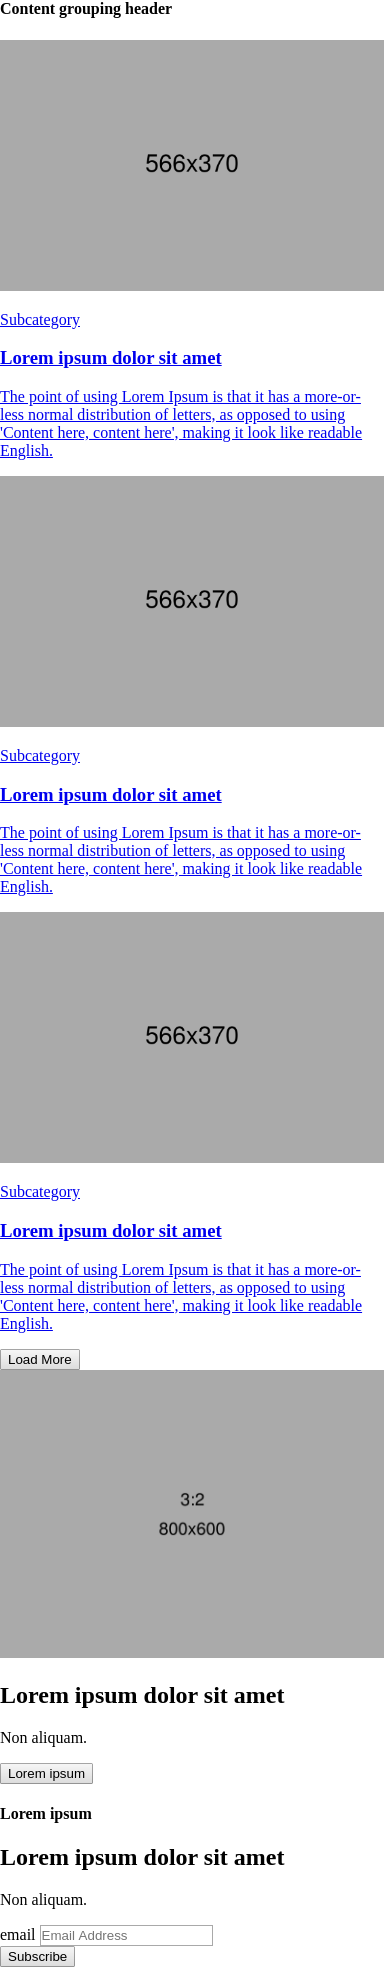 Content grouping header
566x370
Subcategory
Lorem ipsum dolor sit amet
The point of using Lorem Ipsum is that it has a more-or-
less normal distribution of letters, as opposed to using
'Content here, content here', making it look like readable
English.
566x370
Subcategory
Lorem ipsum dolor sit amet
The point of using Lorem Ipsum is that it has a more-or-
less normal distribution of letters, as opposed to using
'Content here, content here', making it look like readable
English.
566x370
Subcategory
Lorem ipsum dolor sit amet
The point of using Lorem Ipsum is that it has a more-or-
less normal distribution of letters, as opposed to using
'Content here, content here', making it look like readable
English.
Load More
3:2
800x600
Lorem ipsum dolor sit amet
Non aliquam.
Lorem ipsum
Lorem ipsum
Lorem ipsum dolor sit amet
Non aliquam.
email Email Address
Subscribe